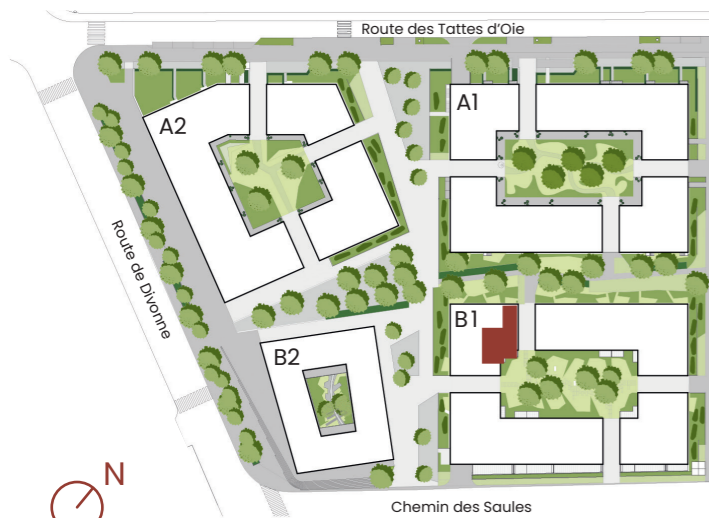 Route des Tattes d'Oie
A2
A1
Route de Divonne
B1
B2
N
Chemin des Saules